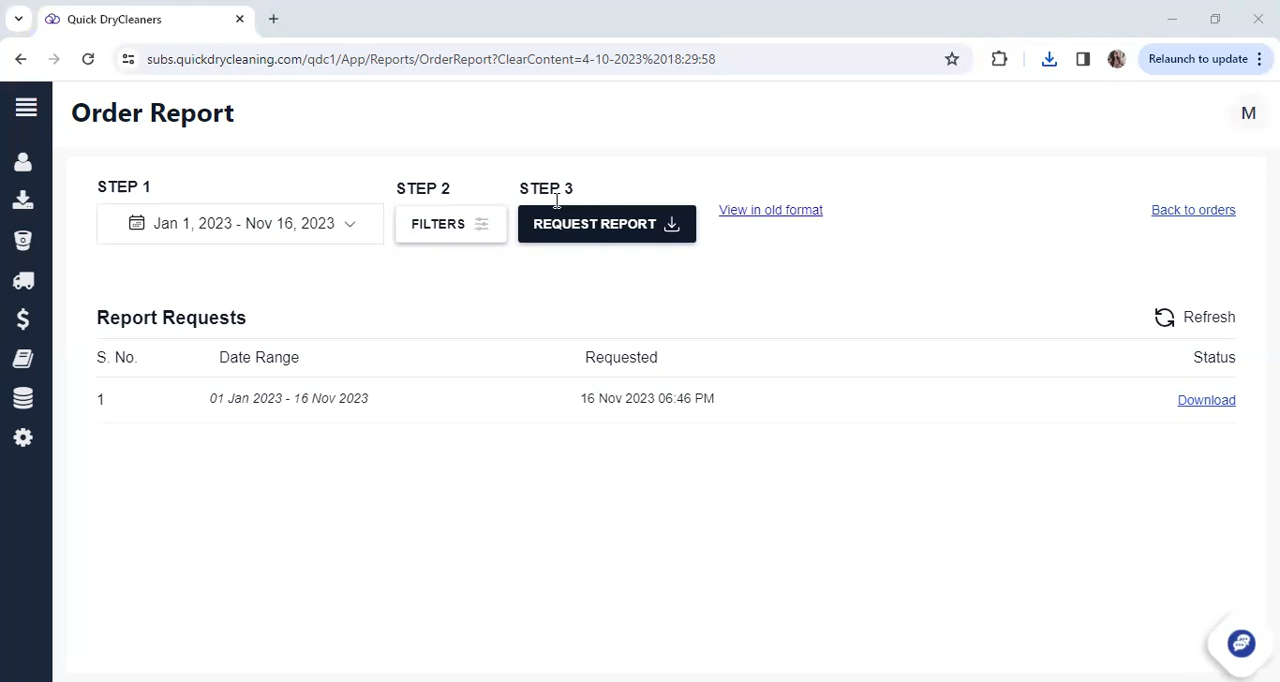 Quick DryCleaners
subs.quickdrycleaning.com/qdc1/App/Reports/OrderReport?ClearContent=4-10-2023%2018:29:58
Relaunch to update
Order Report
M
STEP 1
STEP 2
STEP 3
Jan 1, 2023 - Nov 16, 2023
FILTERS
REQUEST REPORT
View in old format
Back to orders
Report Requests
Refresh
S. No.
Date Range
Requested
Status
1
01 Jan 2023 - 16 Nov 2023
16 Nov 2023 06:46 PM
Download